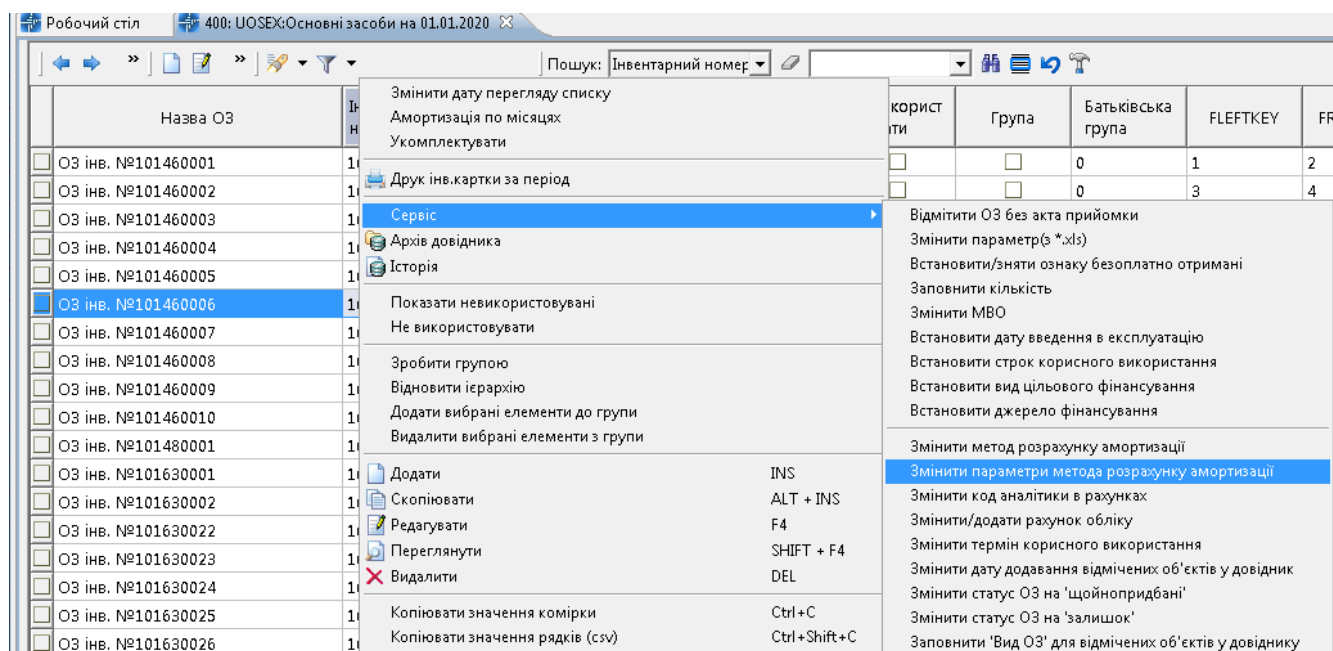 Робочий стіл
400: UOSEX:Основні засоби на 01.01.2020
Пошук: Інвентарний номер
Назва ОЗ
Група
Батьківська група
FLEFTKEY
ОЗ інв. №101460001
0 1 2
ОЗ інв. №101460002
0 3 4
ОЗ інв. №101460003
ОЗ інв. №101460004
ОЗ інв. №101460005
ОЗ інв. №101460006
ОЗ інв. №101460007
ОЗ інв. №101460008
ОЗ інв. №101460009
ОЗ інв. №101460010
ОЗ інв. №101480001
ОЗ інв. №101630001
ОЗ інв. №101630002
ОЗ інв. №101630022
ОЗ інв. №101630023
ОЗ інв. №101630024
ОЗ інв. №101630025
ОЗ інв. №101630026
Змінити дату перегляду списку
Амортизація по місяцях
Укомплектувати
Друк інв.картки за період
Сервіс
Архів довідника
Історія
Показати невикористовувані
Не використовувати
Зробити групою
Відновити ієрархію
Додати вибрані елементи до групи
Видалити вибрані елементи з групи
Додати INS
Скопіювати ALT + INS
Редагувати F4
Переглянути SHIFT + F4
Видалити DEL
Копіювати значення комірки Ctrl+C
Копіювати значення рядків (csv) Ctrl+Shift+C
Відмітити ОЗ без акта прийомки
Змінити параметр(з *.xls)
Встановити/зняти ознаку безоплатно отримані
Заповнити кількість
Змінити МВО
Встановити дату введення в експлуатацію
Встановити строк корисного використання
Встановити вид цільового фінансування
Встановити джерело фінансування
Змінити метод розрахунку амортизації
Змінити параметри метода розрахунку амортизації
Змінити код аналітики в рахунках
Змінити/додати рахунок обліку
Змінити термін корисного використання
Змінити дату додавання відмічених об'єктів у довідник
Змінити статус ОЗ на 'щойнопридбані'
Змінити статус ОЗ на 'залишок'
Заповнити 'Вид ОЗ' для відмічених об'єктів у довіднику